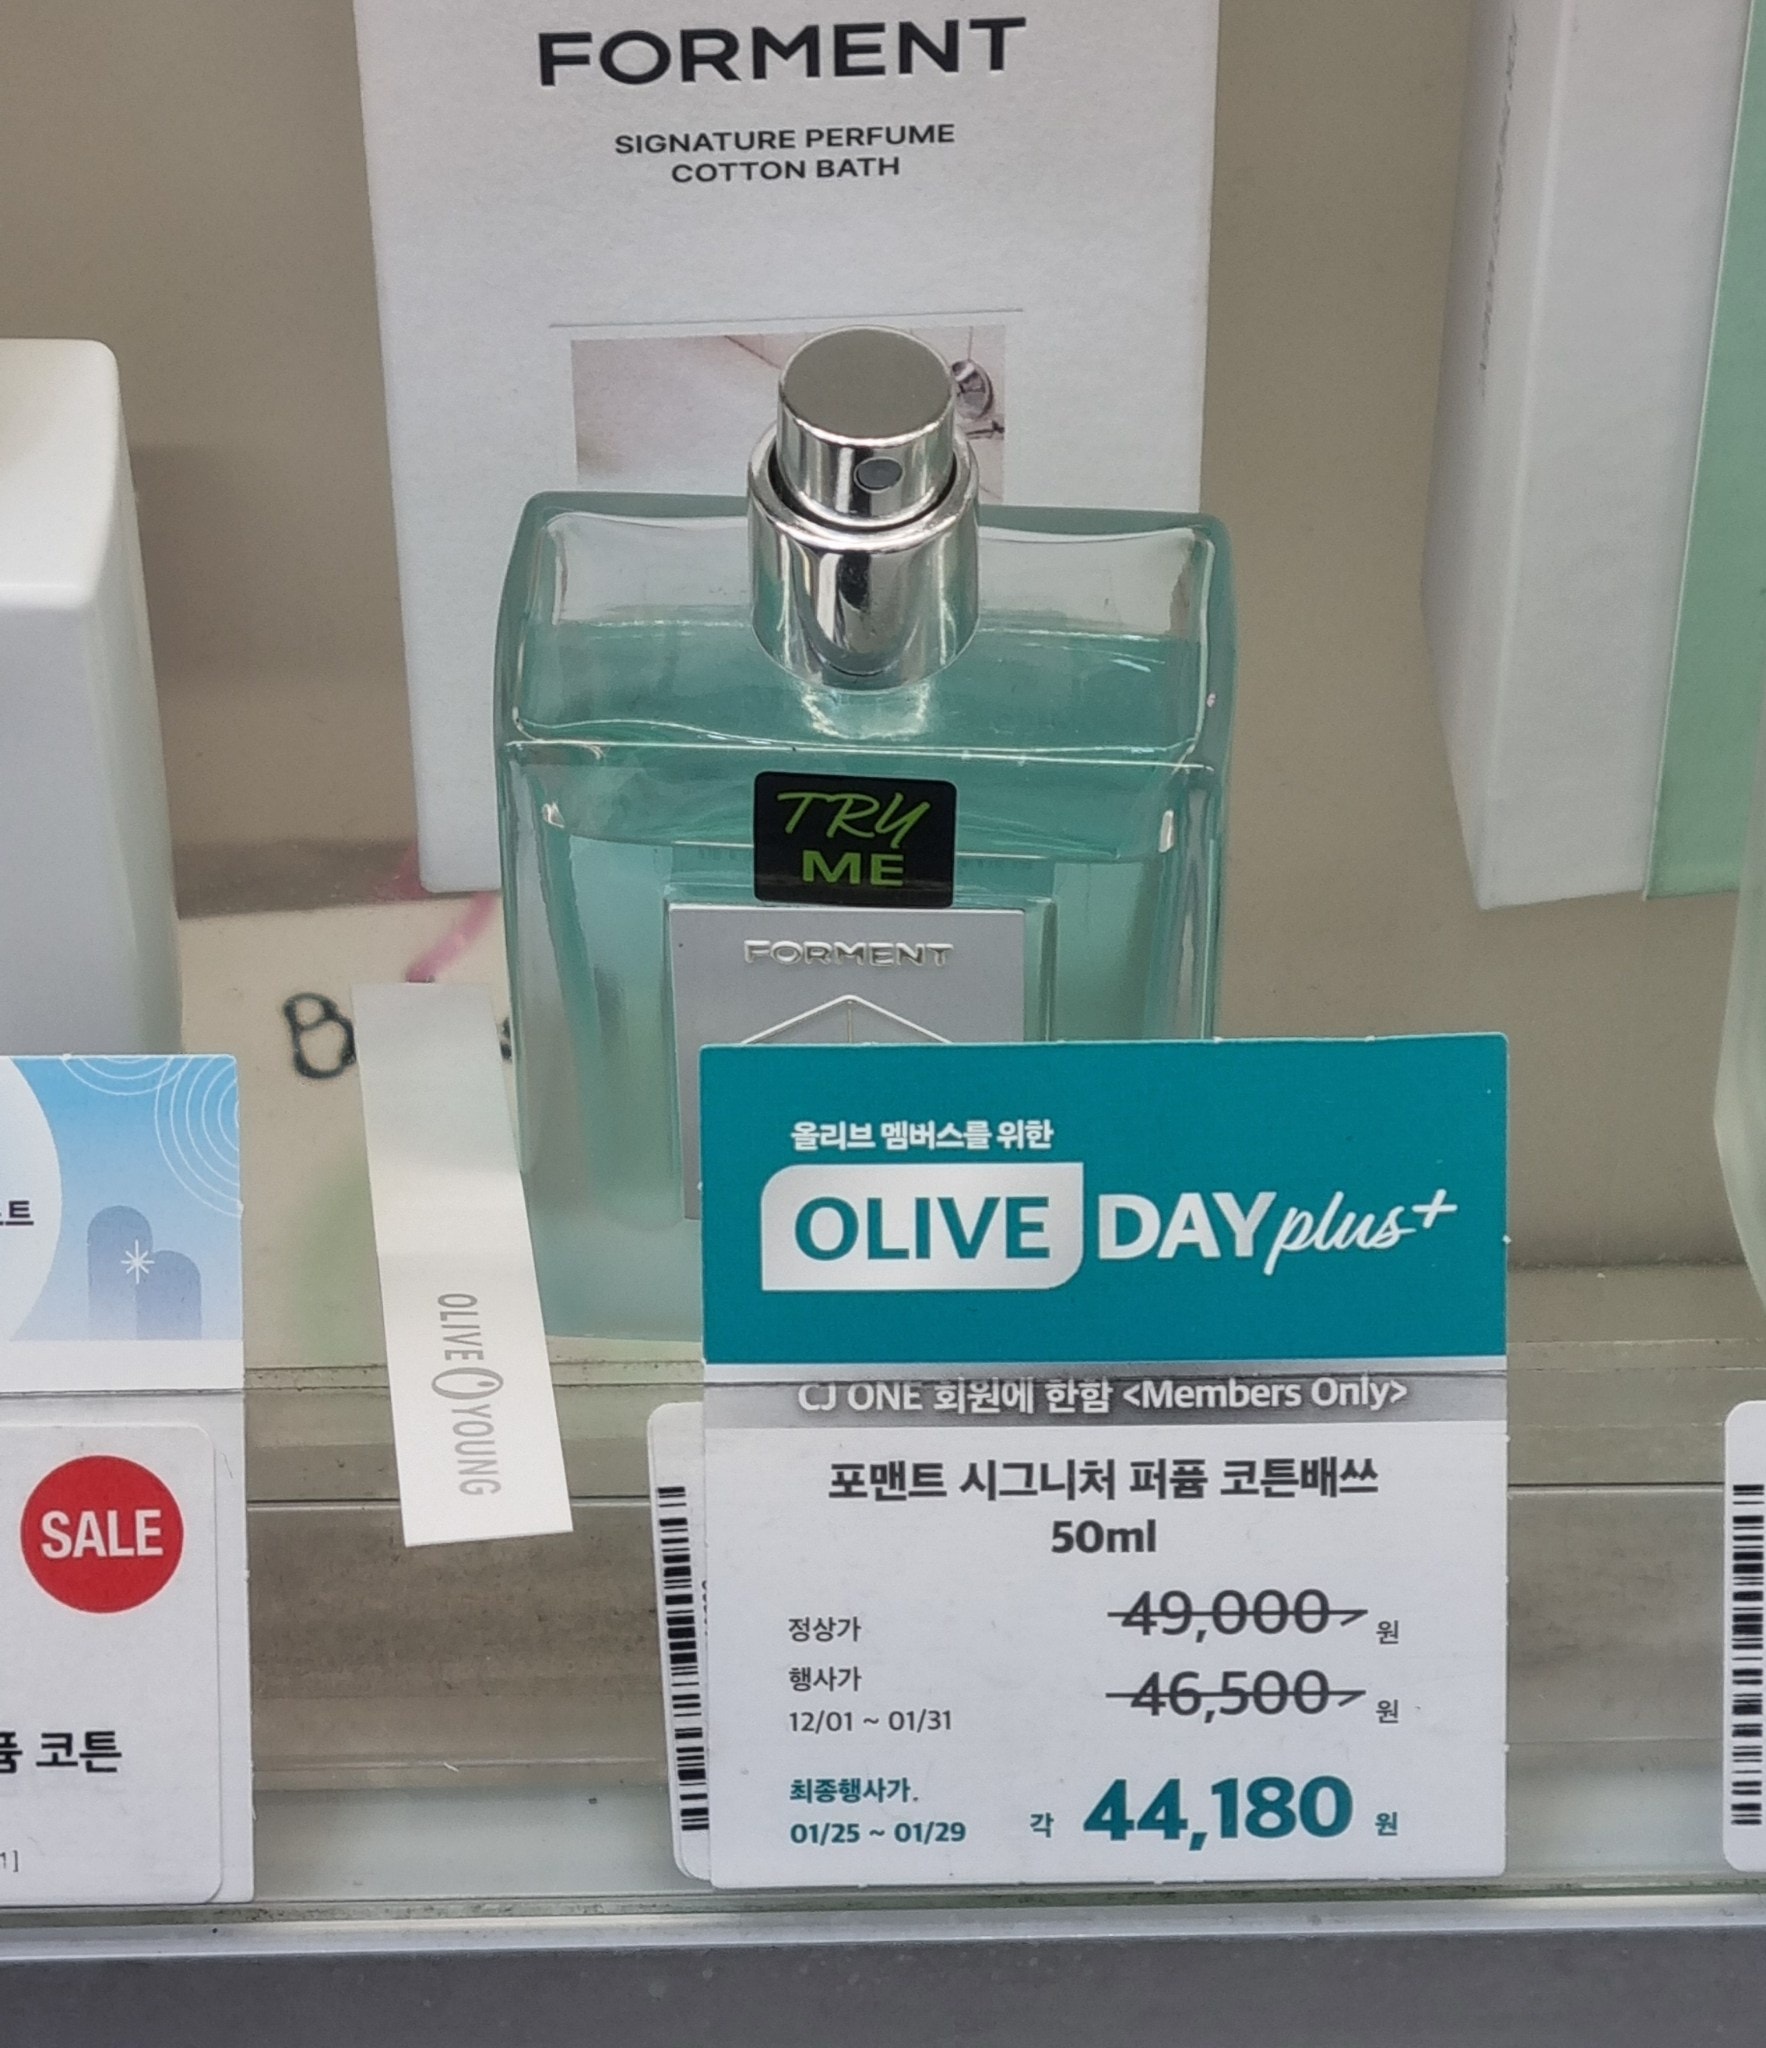 FORMENT
SIGNATURE PERFUME
COTTON BATH
TRY
ME
FORMENT
OLIVE YOUNG
올리브 멤버스를 위한
OLIVE DAY plus+
CJ ONE 회원에 한함 <Members Only>
포맨트 시그니처 퍼퓸 코튼배쓰
50ml
정상가 49,000 원
행사가 46,500 원
12/01 ~ 01/31
최종행사가.
01/25 ~ 01/29 각 44,180 원
SALE
코튼